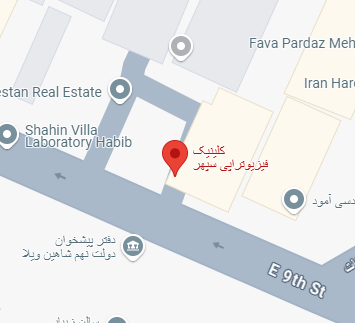 Fava Pardaz Meh
estan Real Estate
Iran Hard
Shahin Villa
Laboratory Habib
کلینیک
فیزیوتراپی سپهر
دسی آمود
دفتر پیشخوان
دولت نهم شاهین ویلا
E 9th St